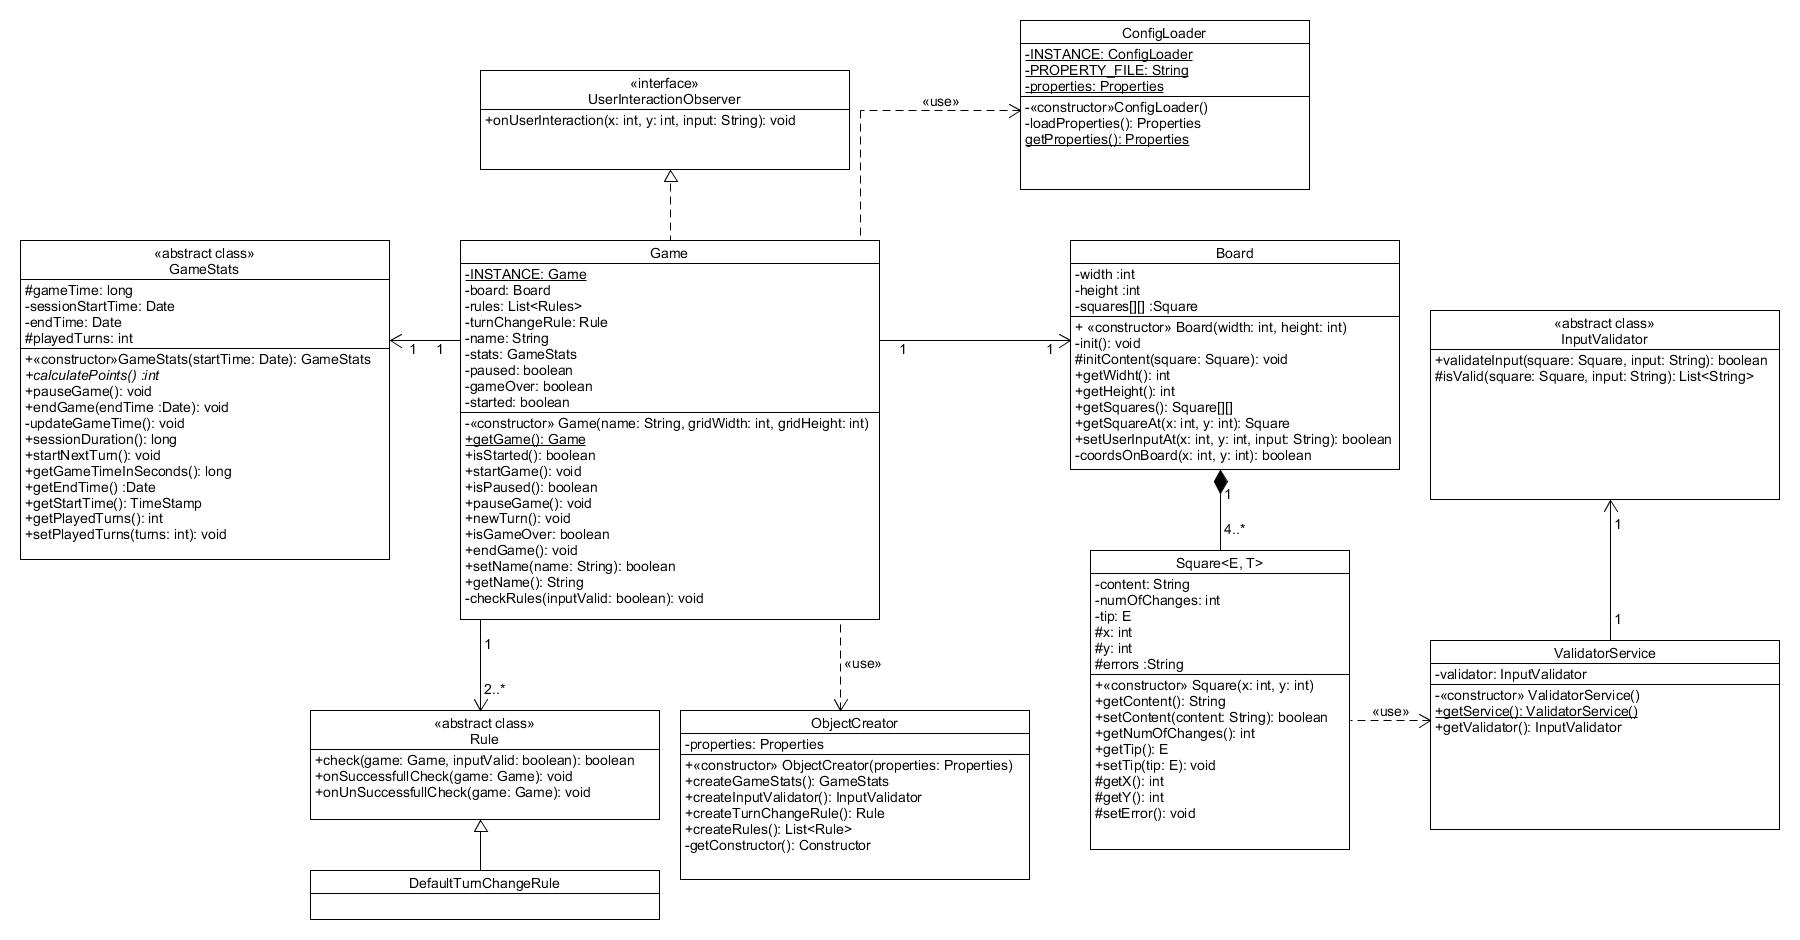 ConfigLoader
-INSTANCE: ConfigLoader
-PROPERTY_FILE: String
-properties: Properties
-«constructor»ConfigLoader()
-loadProperties(): Properties
getProperties(): Properties
«interface»
UserInteractionObserver
+onUserInteraction(x: int, y: int, input: String): void
«use»
«abstract class»
GameStats
#gameTime: long
-sessionStartTime: Date
-endTime: Date
#playedTurns: int
+«constructor»GameStats(startTime: Date): GameStats
+calculatePoints() :int
+pauseGame(): void
+endGame(endTime :Date): void
-updateGameTime(): void
+sessionDuration(): long
+startNextTurn(): void
+getGameTimeInSeconds(): long
+getEndTime() :Date
+getStartTime(): TimeStamp
+getPlayedTurns(): int
+setPlayedTurns(turns: int): void
1
1
Game
-INSTANCE: Game
-board: Board
-rules: List<Rules>
-turnChangeRule: Rule
-name: String
-stats: GameStats
-paused: boolean
-gameOver: boolean
-started: boolean
-«constructor» Game(name: String, gridWidth: int, gridHeight: int)
+getGame(): Game
+isStarted(): boolean
+startGame(): void
+isPaused(): boolean
+pauseGame(): void
+newTurn(): void
+isGameOver: boolean
+endGame(): void
+setName(name: String): boolean
+getName(): String
-checkRules(inputValid: boolean): void
1
1
Board
-width :int
-height :int
-squares[][] :Square
+ «constructor» Board(width: int, height: int)
-init(): void
#initContent(square: Square): void
+getWidht(): int
+getHeight(): int
+getSquares(): Square[][]
+getSquareAt(x: int, y: int): Square
+setUserInputAt(x: int, y: int, input: String): boolean
-coordsOnBoard(x: int, y: int): boolean
1
4..*
«abstract class»
InputValidator
+validateInput(square: Square, input: String): boolean
#isValid(square: Square, input: String): List<String>
1
1
Square<E, T>
-content: String
-numOfChanges: int
-tip: E
#x: int
#y: int
#errors :String
+«constructor» Square(x: int, y: int)
+getContent(): String
+setContent(content: String): boolean
+getNumOfChanges(): int
+getTip(): E
+setTip(tip: E): void
#getX(): int
#getY(): int
#setError(): void
«use»
ValidatorService
-validator: InputValidator
-«constructor» ValidatorService()
+getService(): ValidatorService()
+getValidator(): InputValidator
1
2..*
«use»
«abstract class»
Rule
+check(game: Game, inputValid: boolean): boolean
+onSuccessfullCheck(game: Game): void
+onUnSuccessfullCheck(game: Game): void
ObjectCreator
-properties: Properties
+«constructor» ObjectCreator(properties: Properties)
+createGameStats(): GameStats
+createInputValidator(): InputValidator
+createTurnChangeRule(): Rule
+createRules(): List<Rule>
-getConstructor(): Constructor
DefaultTurnChangeRule